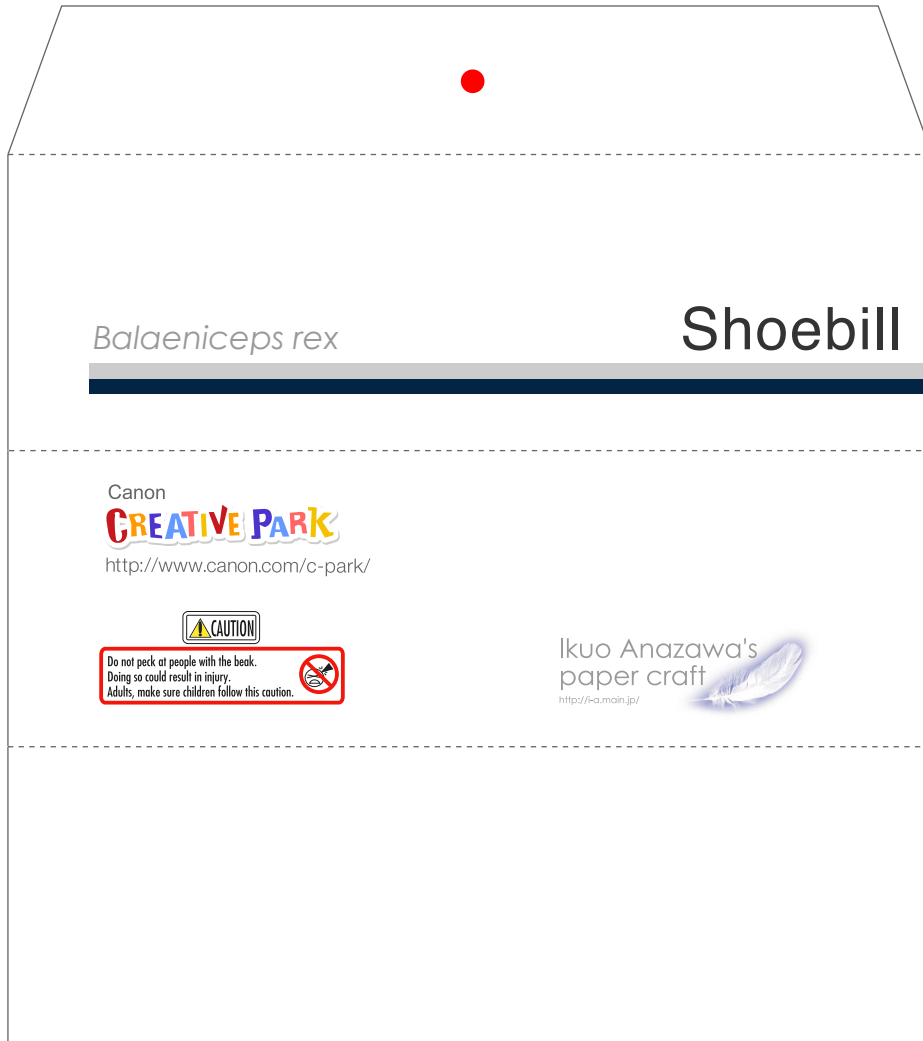 Balaeniceps rex
Shoebill
Canon
CREATIVE PARK
http://www.canon.com/c-park/
CAUTION
Do not peck at people with the beak.
Doing so could result in injury.
Adults, make sure children follow this caution.
Ikuo Anazawa's
paper craft
http://i-a.main.jp/